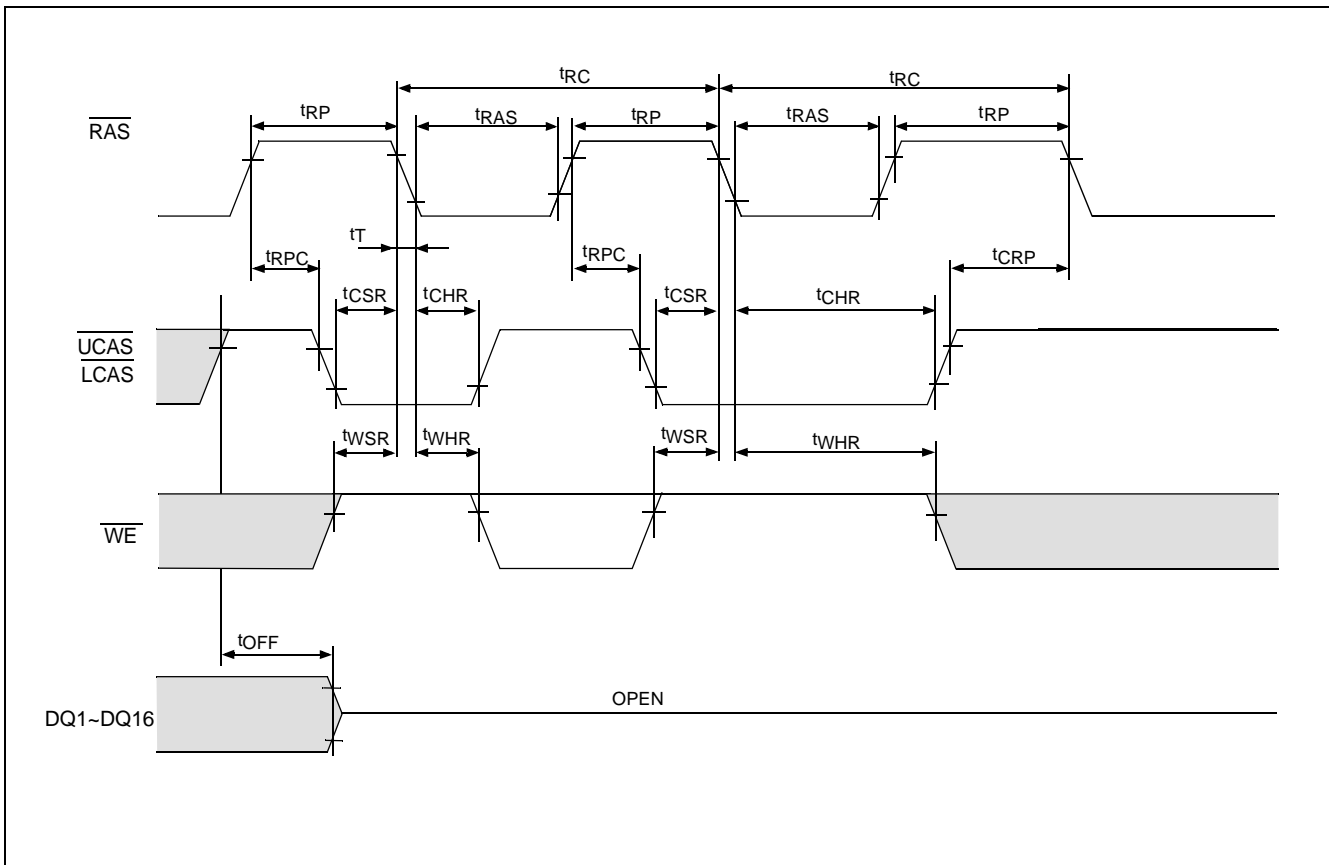 tRC tRC
RAS tRP tRAS tRP tRAS tRP
tT
tRPC tRPC tCRP
tCSR tCHR tCSR tCHR
UCAS
LCAS
tWSR tWHR tWSR tWHR
WE
tOFF
OPEN
DQ1~DQ16